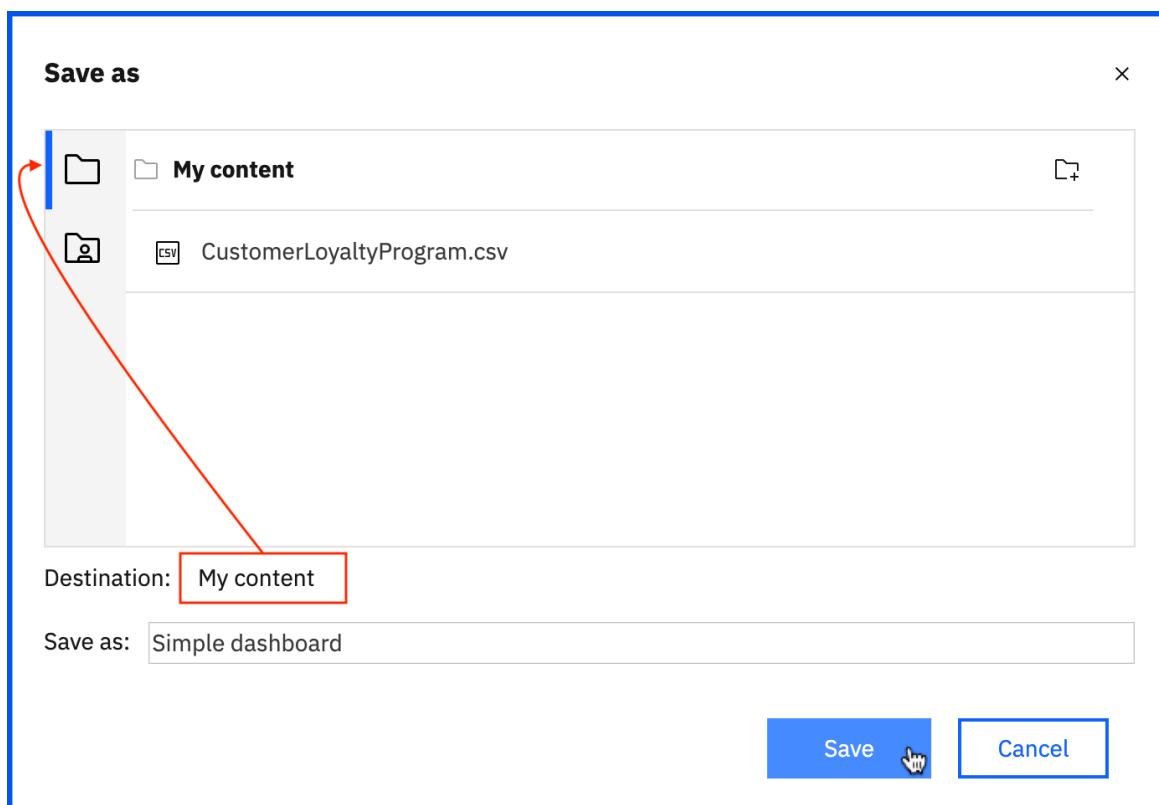 Save as
My content
CSV CustomerLoyaltyProgram.csv
Destination: My content
Save as: Simple dashboard
Save Cancel